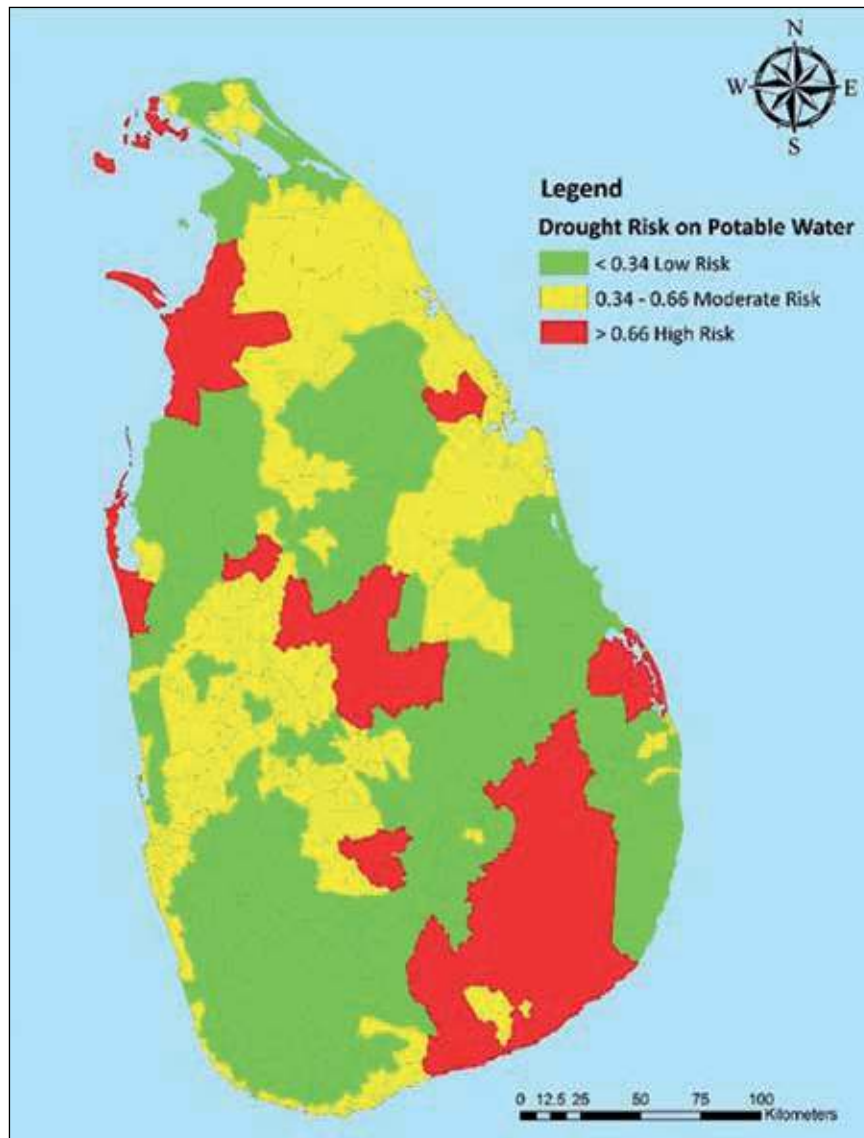 N
W E
S
Legend
Drought Risk on Potable Water
< 0.34 Low Risk
0.34 - 0.66 Moderate Risk
> 0.66 High Risk
0 12.5 25 50 75 100
Kilometers